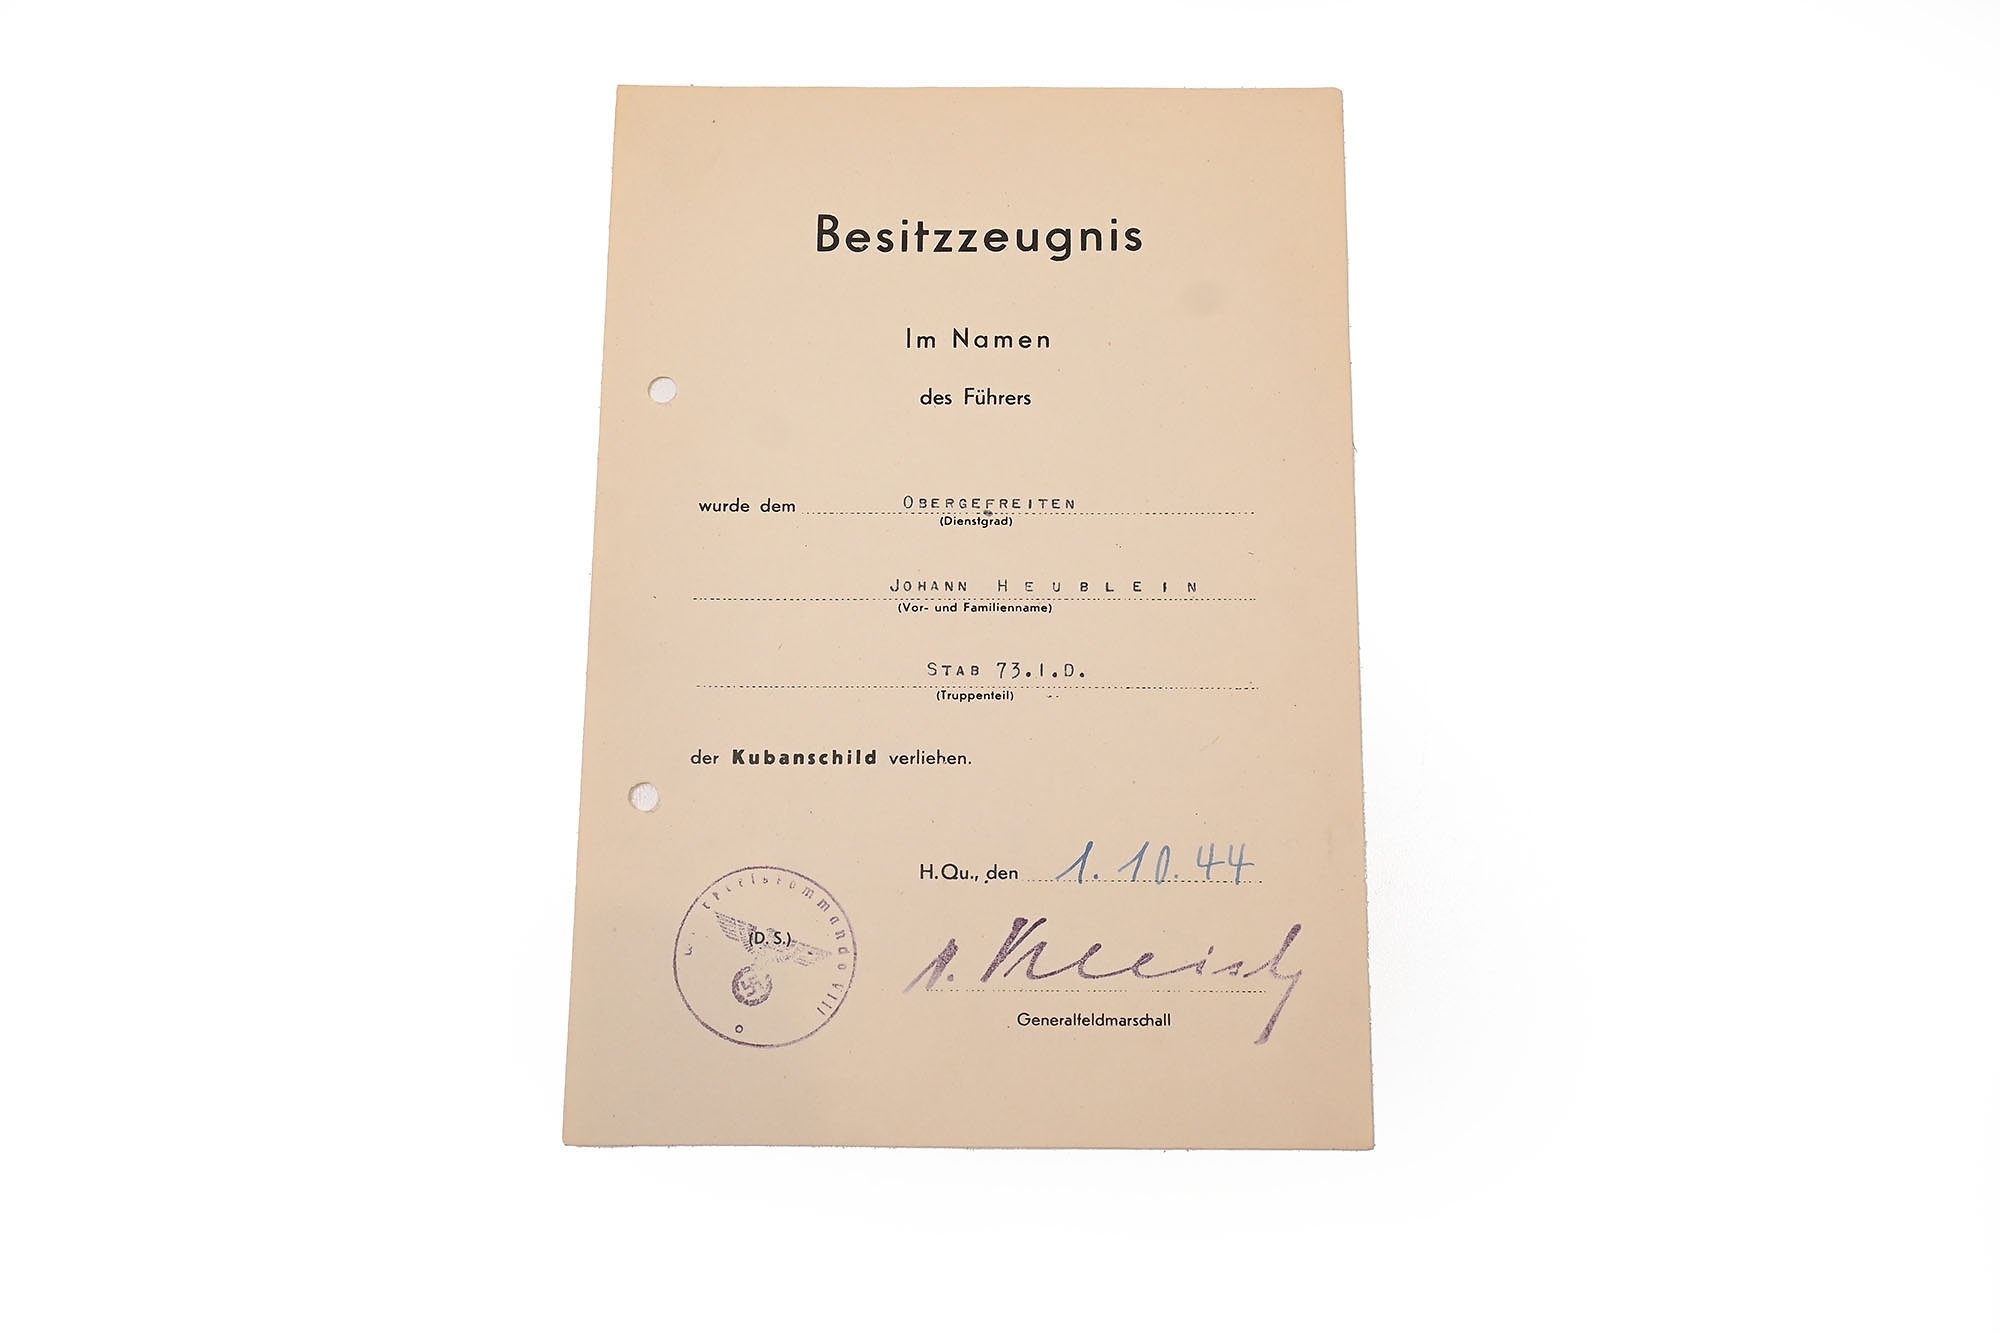 Besitzzeugnis
Im Namen
des Führers
wurde dem OBERGEFREITEN
(Dienstgrad)
JOHANN HEUBLEIN
(Vor- und Familienname)
STAB 73.I.D.
(Truppenteil)
der Kubanschild verliehen.
H.Qu., den 1.10.44
(D. S.)
v. Kleist
Generalfeldmarschall